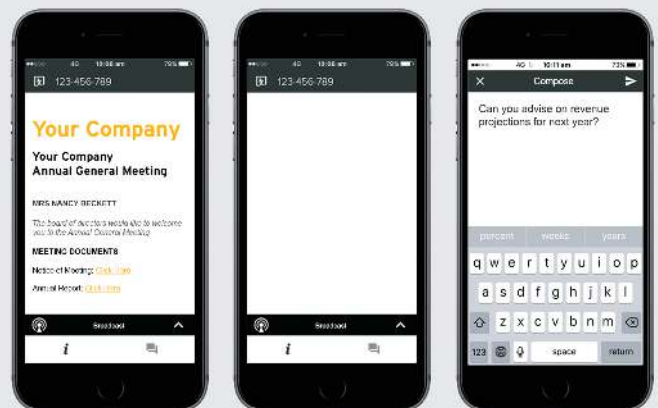 4G 10:08 am 79%
123-456-789
Your Company
Your Company
Annual General Meeting
MRS NANCY BECKETT
The board of directors would like to welcome
you to the Annual General Meeting
MEETING DOCUMENTS
Notice of Meeting: Click Here
Annual Report: Click Here
Broadcast
i
4G 10:08 am 79%
123-456-789
Broadcast
i
4G 10:11 am 73%
Compose
Can you advise on revenue
projections for next year?
percent weeks years
q w e r t y u i o p
a s d f g h j k l
z x c v b n m
123 space return